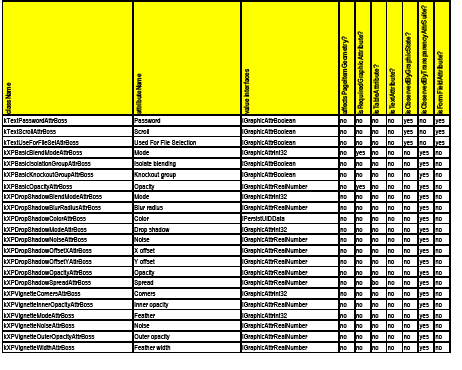 className attributeName value interfaces affectsPageItemGeometry? isRequiredGraphicAttribute? isTableAttribute? isTextAttribute? isObservedByGraphicState? isObservedByTransparencyAttrSuite? isFormFieldAttribute?
kTextPasswordAttrBoss Password IGraphicAttrBoolean no no no no yes no yes
kTextScrollAttrBoss Scroll IGraphicAttrBoolean no no no no yes no yes
kTextUseForFileSelAttrBoss Used For File Selection IGraphicAttrBoolean no no no no yes no yes
kXPBasicBlendModeAttrBoss Mode IGraphicAttrInt32 no yes no no no yes no
kXPBasicIsolationGroupAttrBoss Isolate blending IGraphicAttrBoolean no no no no no yes no
kXPBasicKnockoutGroupAttrBoss Knockout group IGraphicAttrBoolean no no no no no yes no
kXPBasicOpacityAttrBoss Opacity IGraphicAttrRealNumber no yes no no no yes no
kXPDropShadowBlendModeAttrBoss Mode IGraphicAttrInt32 no no no no no yes no
kXPDropShadowBlurRadiusAttrBoss Blur radius IGraphicAttrRealNumber no no no no no yes no
kXPDropShadowColorAttrBoss Color IPersistUIDData no no no no no yes no
kXPDropShadowModeAttrBoss Drop shadow IGraphicAttrInt32 no no no no no yes no
kXPDropShadowNoiseAttrBoss Noise IGraphicAttrRealNumber no no no no no yes no
kXPDropShadowOffsetXAttrBoss X offset IGraphicAttrRealNumber no no no no no yes no
kXPDropShadowOffsetYAttrBoss Y offset IGraphicAttrRealNumber no no no no no yes no
kXPDropShadowOpacityAttrBoss Opacity IGraphicAttrRealNumber no no no no no yes no
kXPDropShadowSpreadAttrBoss Spread IGraphicAttrRealNumber no no no no no yes no
kXPVignetteCornersAttrBoss Corners IGraphicAttrInt32 no no no no no yes no
kXPVignetteInnerOpacityAttrBoss Inner opacity IGraphicAttrRealNumber no no no no no yes no
kXPVignetteModeAttrBoss Feather IGraphicAttrInt32 no no no no no yes no
kXPVignetteNoiseAttrBoss Noise IGraphicAttrRealNumber no no no no no yes no
kXPVignetteOuterOpacityAttrBoss Outer opacity IGraphicAttrRealNumber no no no no no yes no
kXPVignetteWidthAttrBoss Feather width IGraphicAttrRealNumber no no no no no yes no